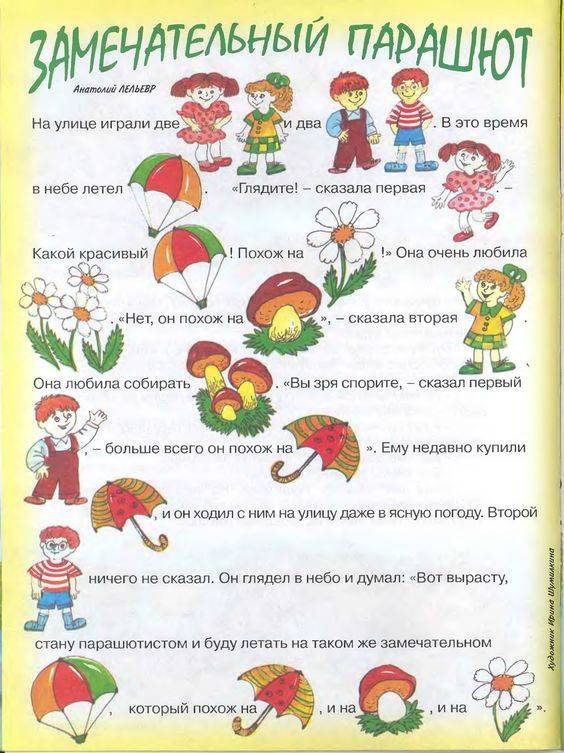 ЗАМЕЧАТЕЛЬНЫЙ ПАРАШЮТ
Анатолий ЛЕЛЬЕВР
На улице играли две и два . В это время
в небе летел . «Глядите! – сказала первая . –
Какой красивый ! Похож на !» Она очень любила
. «Нет, он похож на », – сказала вторая .
Она любила собирать . «Вы зря спорите, – сказал первый
, – больше всего он похож на ». Ему недавно купили
, и он ходил с ним на улицу даже в ясную погоду. Второй
ничего не сказал. Он глядел в небо и думал: «Вот вырасту,
стану парашютистом и буду летать на таком же замечательном
, который похож на , и на , и на ».
Художник Ирина Шумилкина